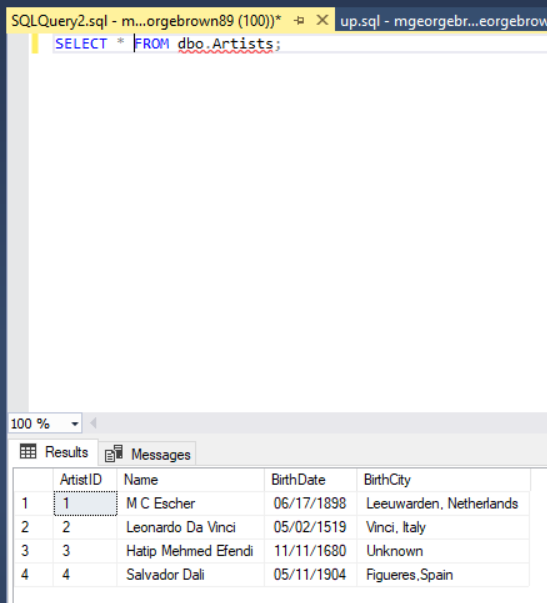 SQLQuery2.sql - m...orgebrown89 (100))* up.sql - mgeorgebr...eorgebrow
SELECT * FROM dbo.Artists;
100 %
Results Messages
ArtistID Name BirthDate BirthCity
1 1 M C Escher 06/17/1898 Leeuwarden, Netherlands
2 2 Leonardo Da Vinci 05/02/1519 Vinci, Italy
3 3 Hatip Mehmed Efendi 11/11/1680 Unknown
4 4 Salvador Dali 05/11/1904 Figueres,Spain